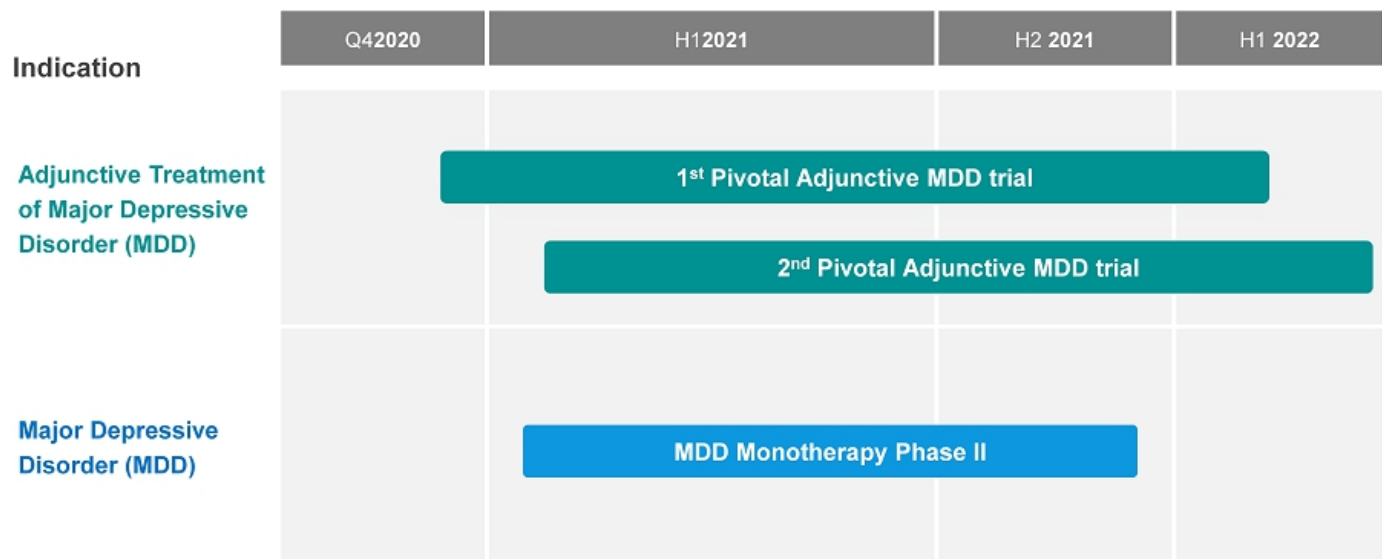 Q42020
H12021
H2 2021
H1 2022
Indication
Adjunctive Treatment
of Major Depressive
Disorder (MDD)
1st Pivotal Adjunctive MDD trial
2nd Pivotal Adjunctive MDD trial
Major Depressive
Disorder (MDD)
MDD Monotherapy Phase II